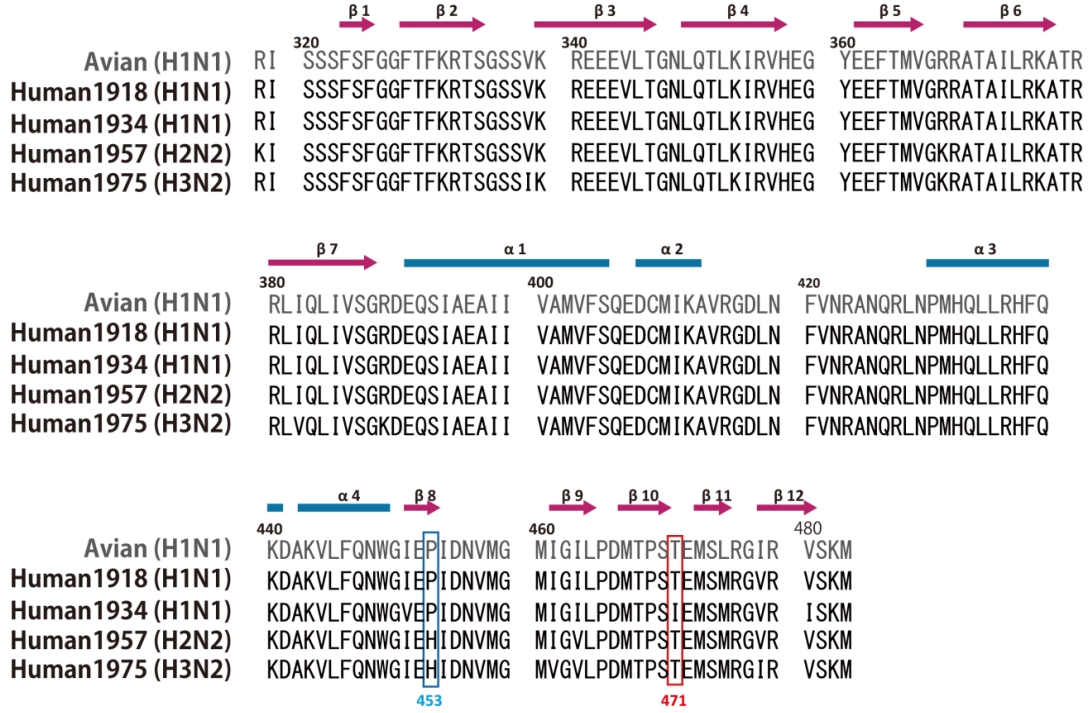 β 1 β 2 β 3 β 4 β 5 β 6
320 340 360
Avian (H1N1) RI SSSFSFGGFTFKRTSGSSVK REEEVLTGNLQTLKIRVHEG YEEFTMVGRRATAILRKATR
Human1918 (H1N1) RI SSSFSFGGFTFKRTSGSSVK REEEVLTGNLQTLKIRVHEG YEEFTMVGRRATAILRKATR
Human1934 (H1N1) RI SSSFSFGGFTFKRTSGSSVK REEEVLTGNLQTLKIRVHEG YEEFTMVGRRATAILRKATR
Human1957 (H2N2) KI SSSFSFGGFTFKRTSGSSVK REEEVLTGNLQTLKIRVHEG YEEFTMVGKRATAILRKATR
Human1975 (H3N2) RI SSSFSFGGFTFKRTSGSSIK REEEVLTGNLQTLKIRVHEG YEEFTMVGKRATAILRKATR
β 7 α 1 α 2 α 3
380 400 420
Avian (H1N1) RLIQLIVSGRDEQSIAEAII VAMVFSQEDCMIKAVRGDLN FVNRANQRLNPMHQLLRHFQ
Human1918 (H1N1) RLIQLIVSGRDEQSIAEAII VAMVFSQEDCMIKAVRGDLN FVNRANQRLNPMHQLLRHFQ
Human1934 (H1N1) RLIQLIVSGRDEQSIAEAII VAMVFSQEDCMIKAVRGDLN FVNRANQRLNPMHQLLRHFQ
Human1957 (H2N2) RLIQLIVSGRDEQSIAEAII VAMVFSQEDCMIKAVRGDLN FVNRANQRLNPMHQLLRHFQ
Human1975 (H3N2) RLVQLIVSGKDEQSIAEAII VAMVFSQEDCMIKAVRGDLN FVNRANQRLNPMHQLLRHFQ
α 4 β 8 β 9 β 10 β 11 β 12
440 460 480
Avian (H1N1) KDAKVLFQNWGIEPIDNVMG MIGILPDMTPSTEMSLRGIR VSKM
Human1918 (H1N1) KDAKVLFQNWGIEPIDNVMG MIGILPDMTPSTEMSMRGVR VSKM
Human1934 (H1N1) KDAKVLFQNWGVEPIDNVMG MIGILPDMTPSIEMSMRGVR ISKM
Human1957 (H2N2) KDAKVLFQNWGIEHIDNVMG MIGVLPDMTPSTEMSMRGVR VSKM
Human1975 (H3N2) KDAKVLFQNWGIEHIDNVMG MVGVLPDMTPSTEMSMRGIR VSKM
453 471